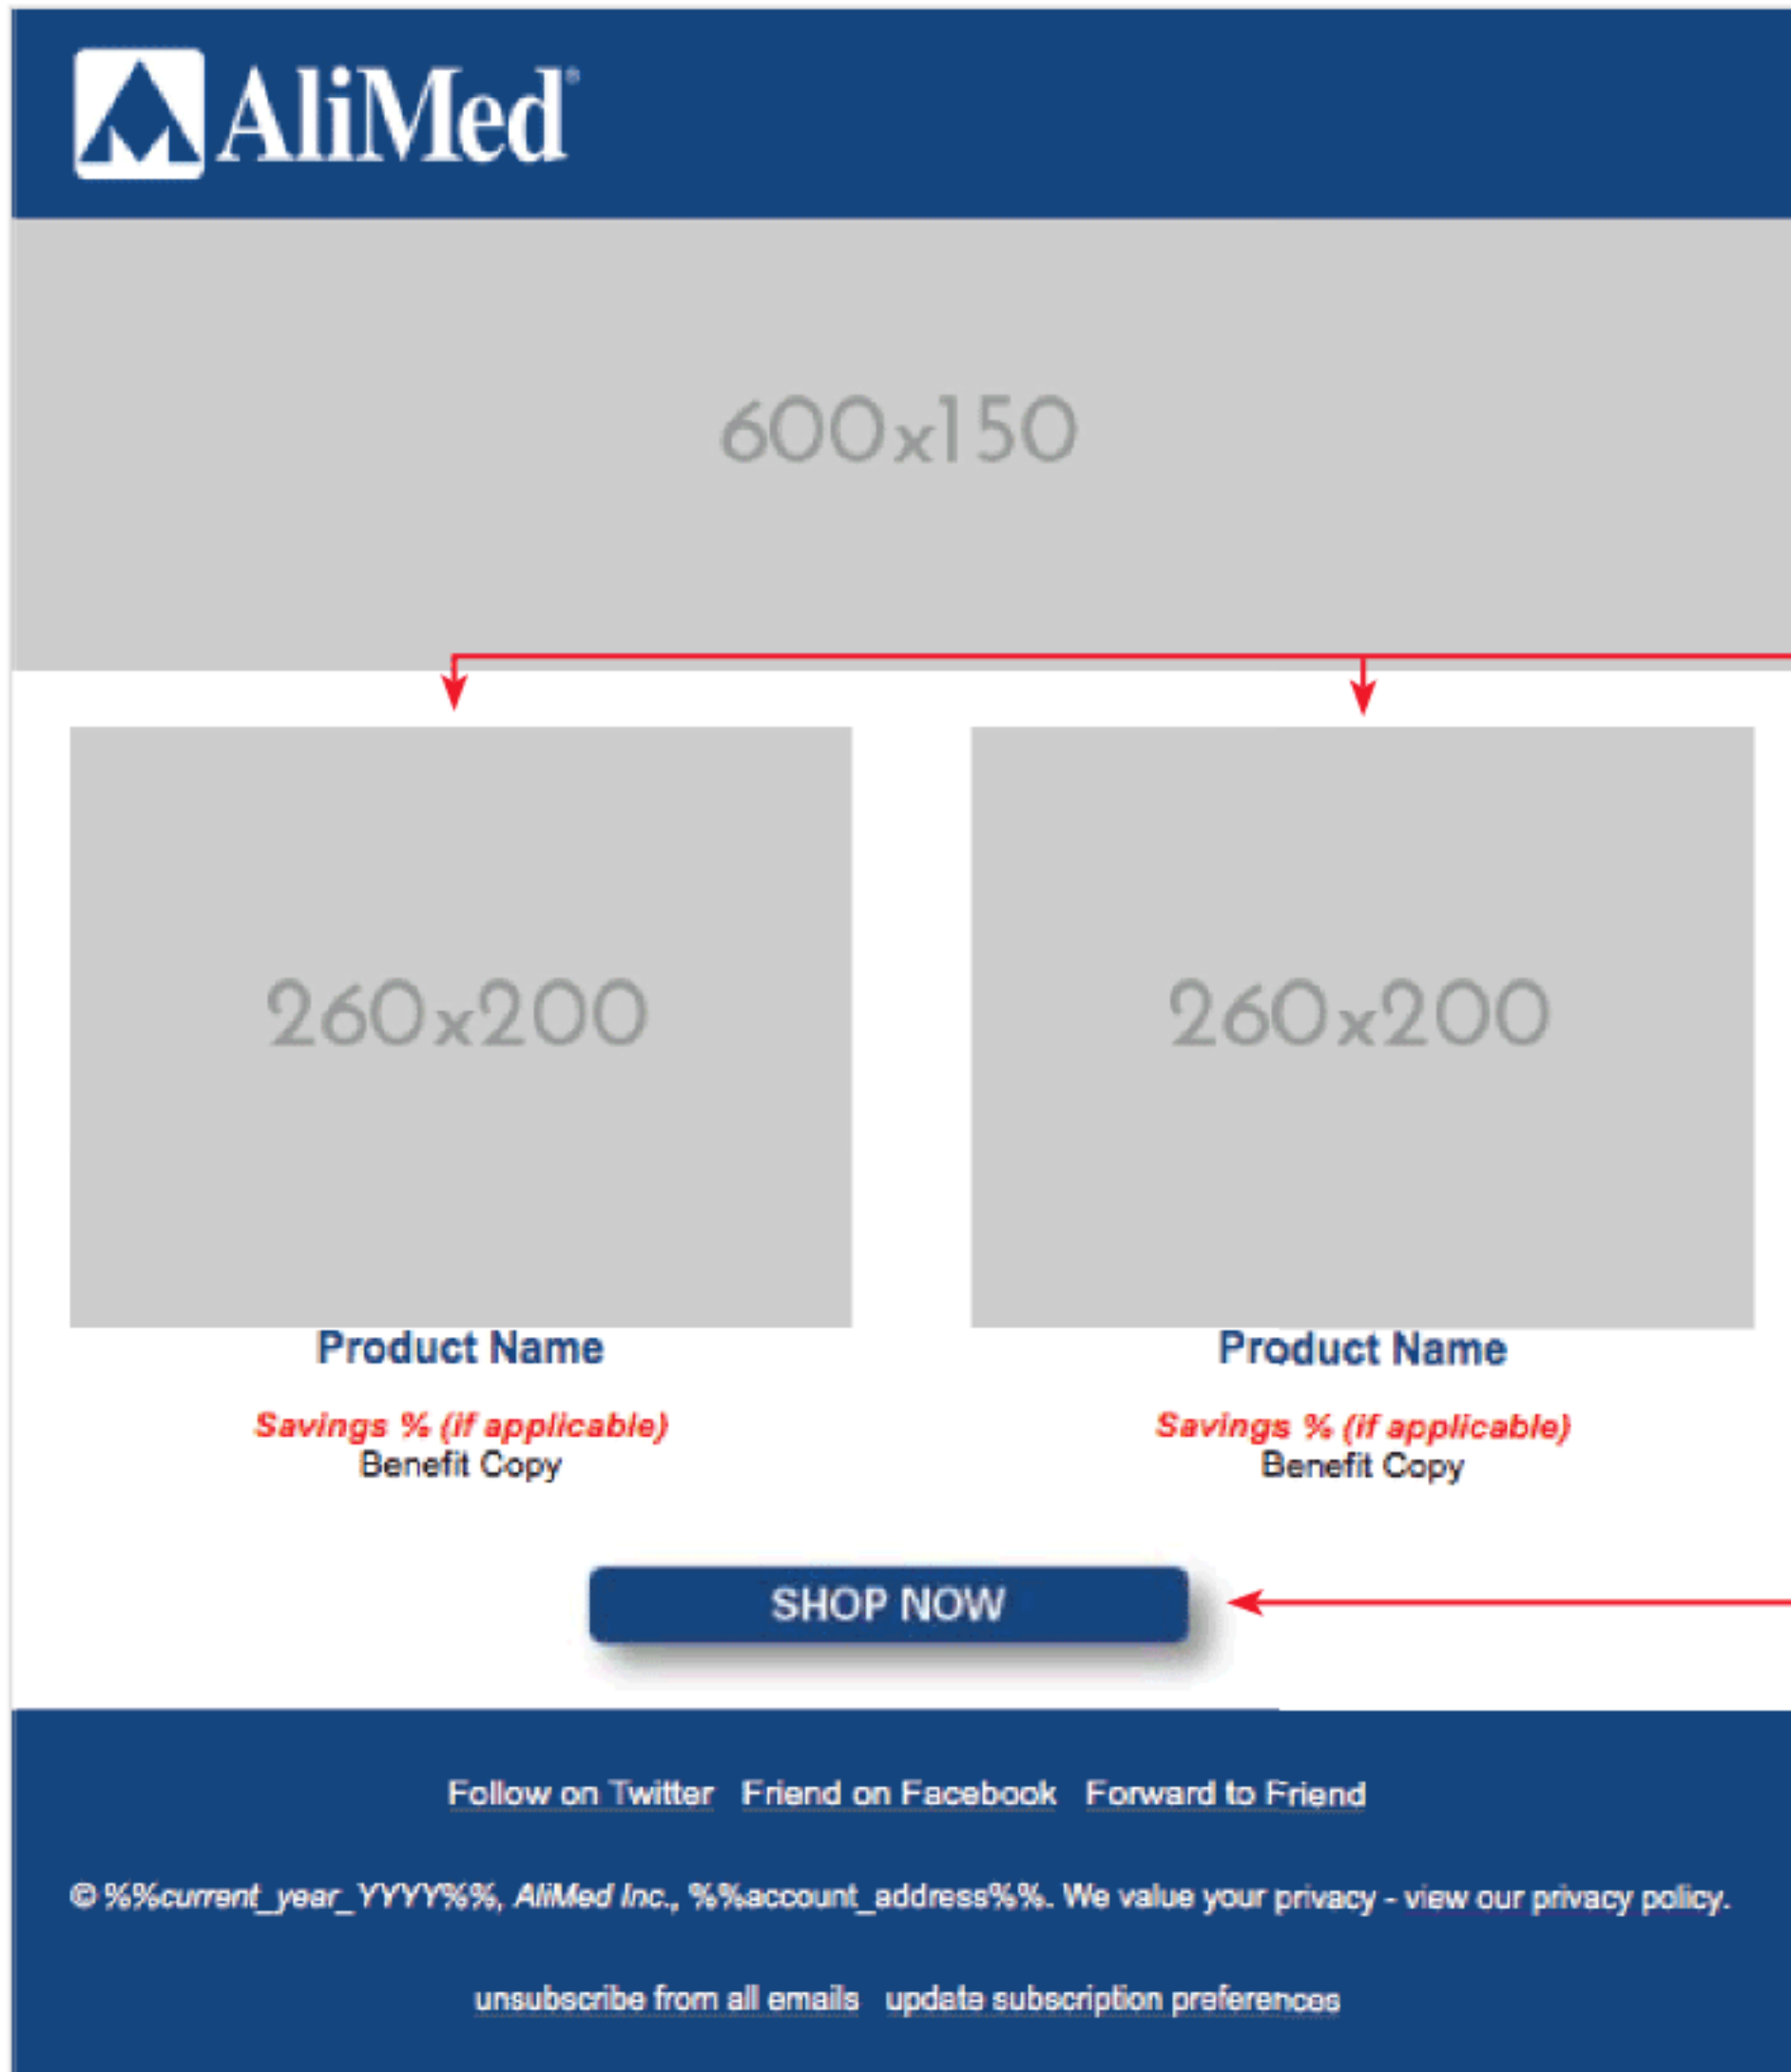 AliMed®
600x150
260x200 260x200
Product Name Product Name
Savings % (if applicable) Savings % (if applicable)
Benefit Copy Benefit Copy
SHOP NOW
Follow on Twitter Friend on Facebook Forward to Friend
© %%current_year_YYYY%%, AliMed Inc., %%account_address%%. We value your privacy - view our privacy policy.
unsubscribe from all emails update subscription preferences